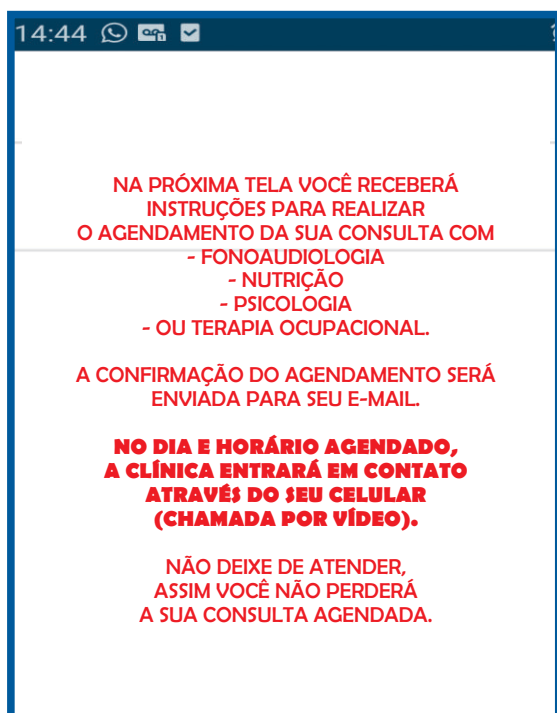 14:44
NA PRÓXIMA TELA VOCÊ RECEBERÁ
INSTRUÇÕES PARA REALIZAR
O AGENDAMENTO DA SUA CONSULTA COM
- FONOAUDIOLOGIA
- NUTRIÇÃO
- PSICOLOGIA
- OU TERAPIA OCUPACIONAL.
A CONFIRMAÇÃO DO AGENDAMENTO SERÁ
ENVIADA PARA SEU E-MAIL.
NO DIA E HORÁRIO AGENDADO,
A CLÍNICA ENTRARÁ EM CONTATO
ATRAVÉS DO SEU CELULAR
(CHAMADA POR VÍDEO).
NÃO DEIXE DE ATENDER,
ASSIM VOCÊ NÃO PERDERÁ
A SUA CONSULTA AGENDADA.